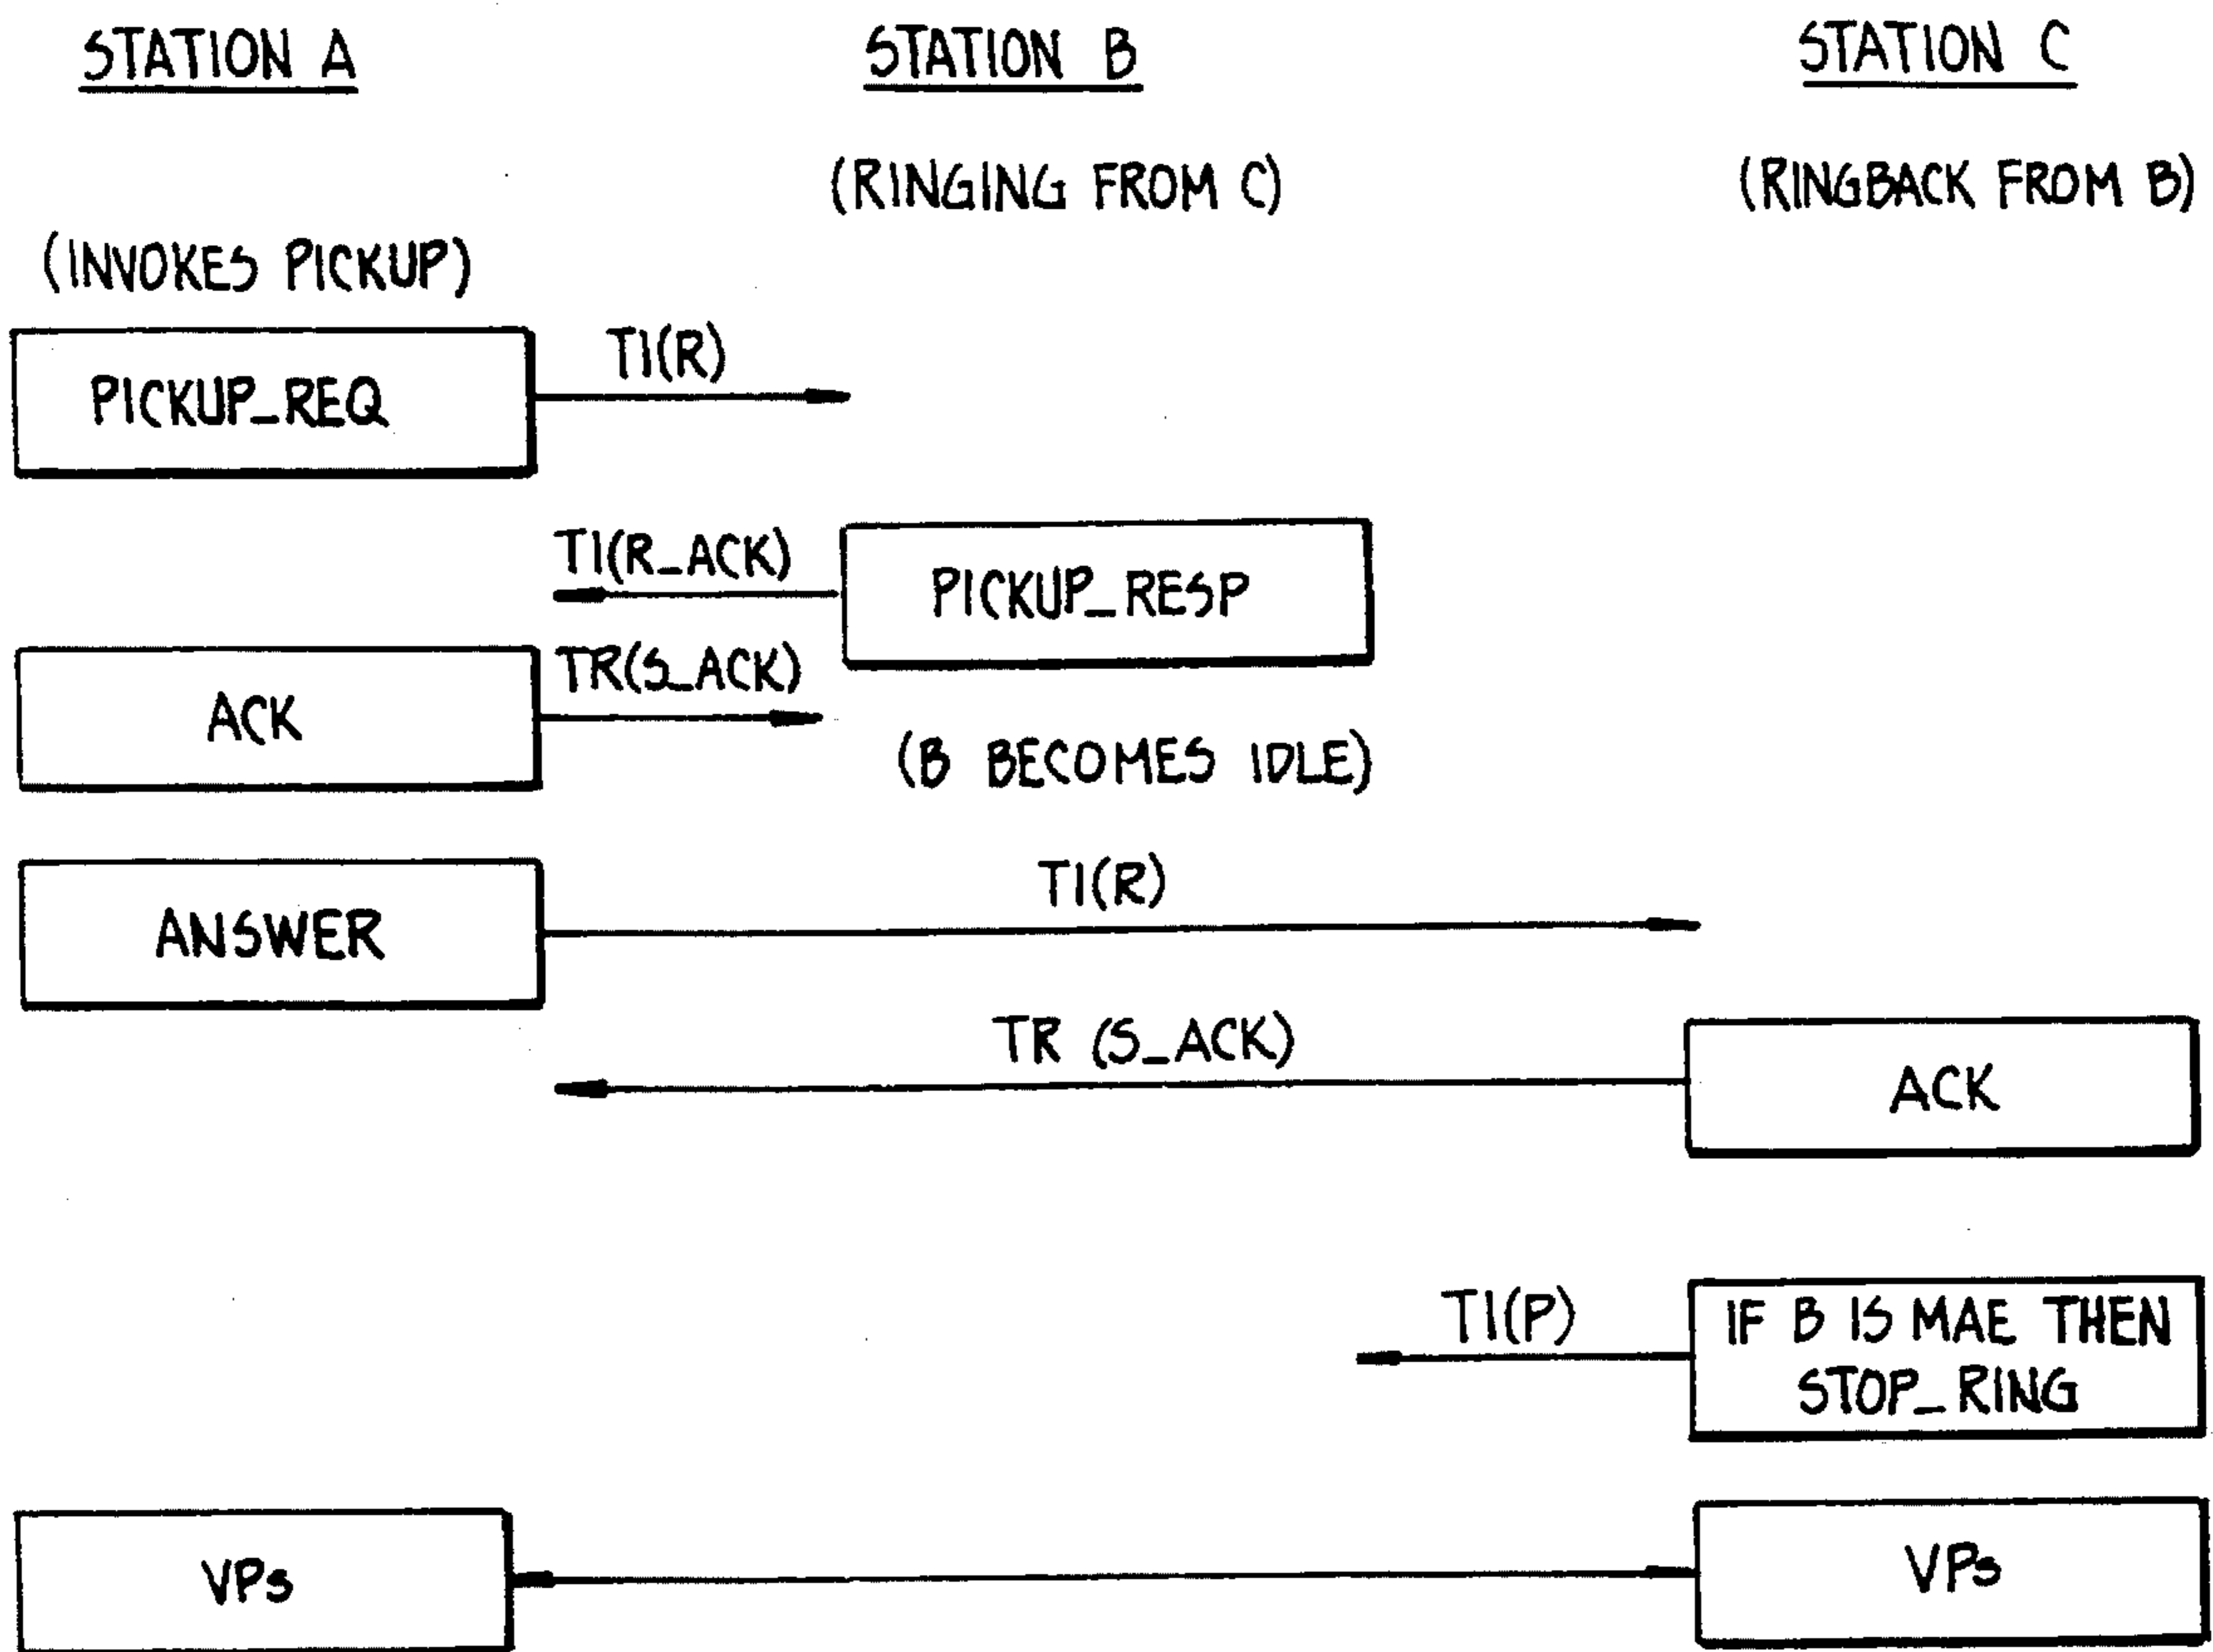 STATION A
STATION B
STATION C
(RINGING FROM C)
(RINGBACK FROM B)
(INVOKES PICKUP)
PICKUP_REQ
TI(R)
TI(R_ACK)
PICKUP_RESP
TR(S_ACK)
ACK
(B BECOMES IDLE)
ANSWER
TI(R)
TR (S_ACK)
ACK
TI(P)
IF B IS MAE THEN
STOP_RING
VPs
VPs